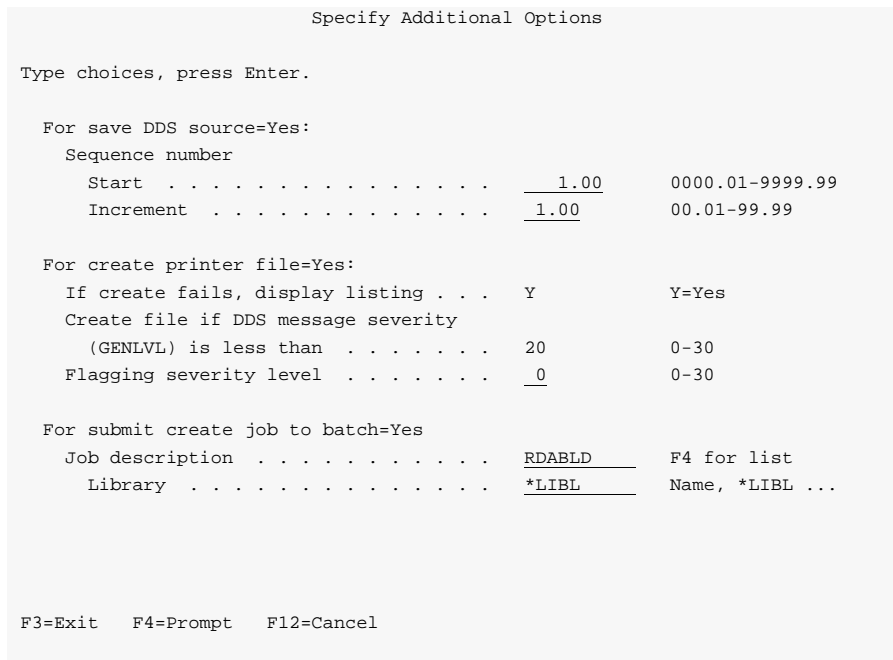 Specify Additional Options
Type choices, press Enter.
For save DDS source=Yes:
Sequence number
Start . . . . . . . . . . . . . . . 1.00 0000.01-9999.99
Increment . . . . . . . . . . . . . 1.00 00.01-99.99
For create printer file=Yes:
If create fails, display listing . . . Y Y=Yes
Create file if DDS message severity
(GENLVL) is less than . . . . . . . 20 0-30
Flagging severity level . . . . . . . 0 0-30
For submit create job to batch=Yes
Job description . . . . . . . . . . . RDABLD F4 for list
Library . . . . . . . . . . . . . . *LIBL Name, *LIBL ...
F3=Exit F4=Prompt F12=Cancel